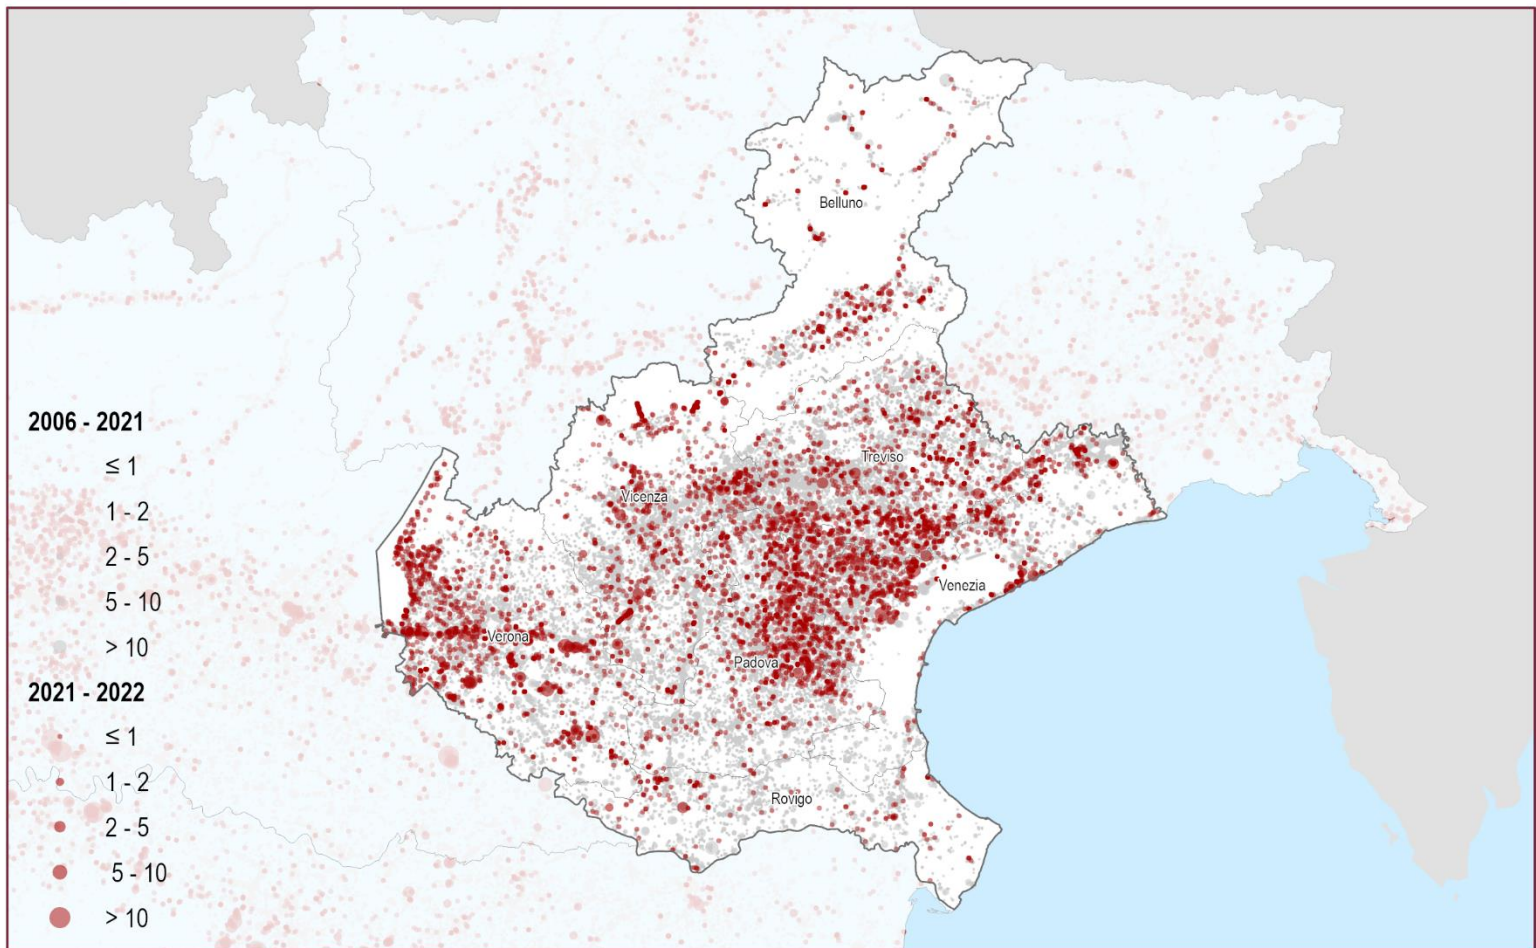 Belluno
Treviso
Vicenza
Venezia
Verona
Padova
Rovigo
2006 - 2021
≤ 1
1 - 2
2 - 5
5 - 10
> 10
2021 - 2022
≤ 1
1 - 2
2 - 5
5 - 10
> 10